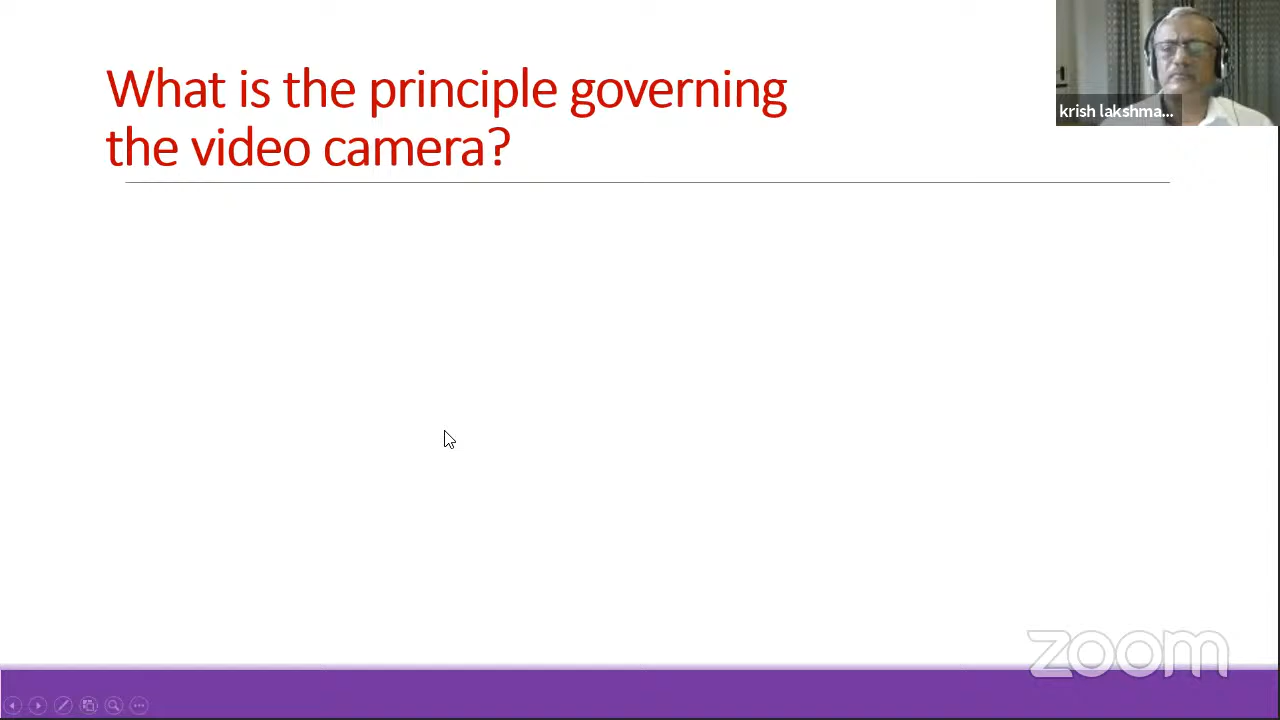 What is the principle governing
the video camera?
krish lakshma...
zoom